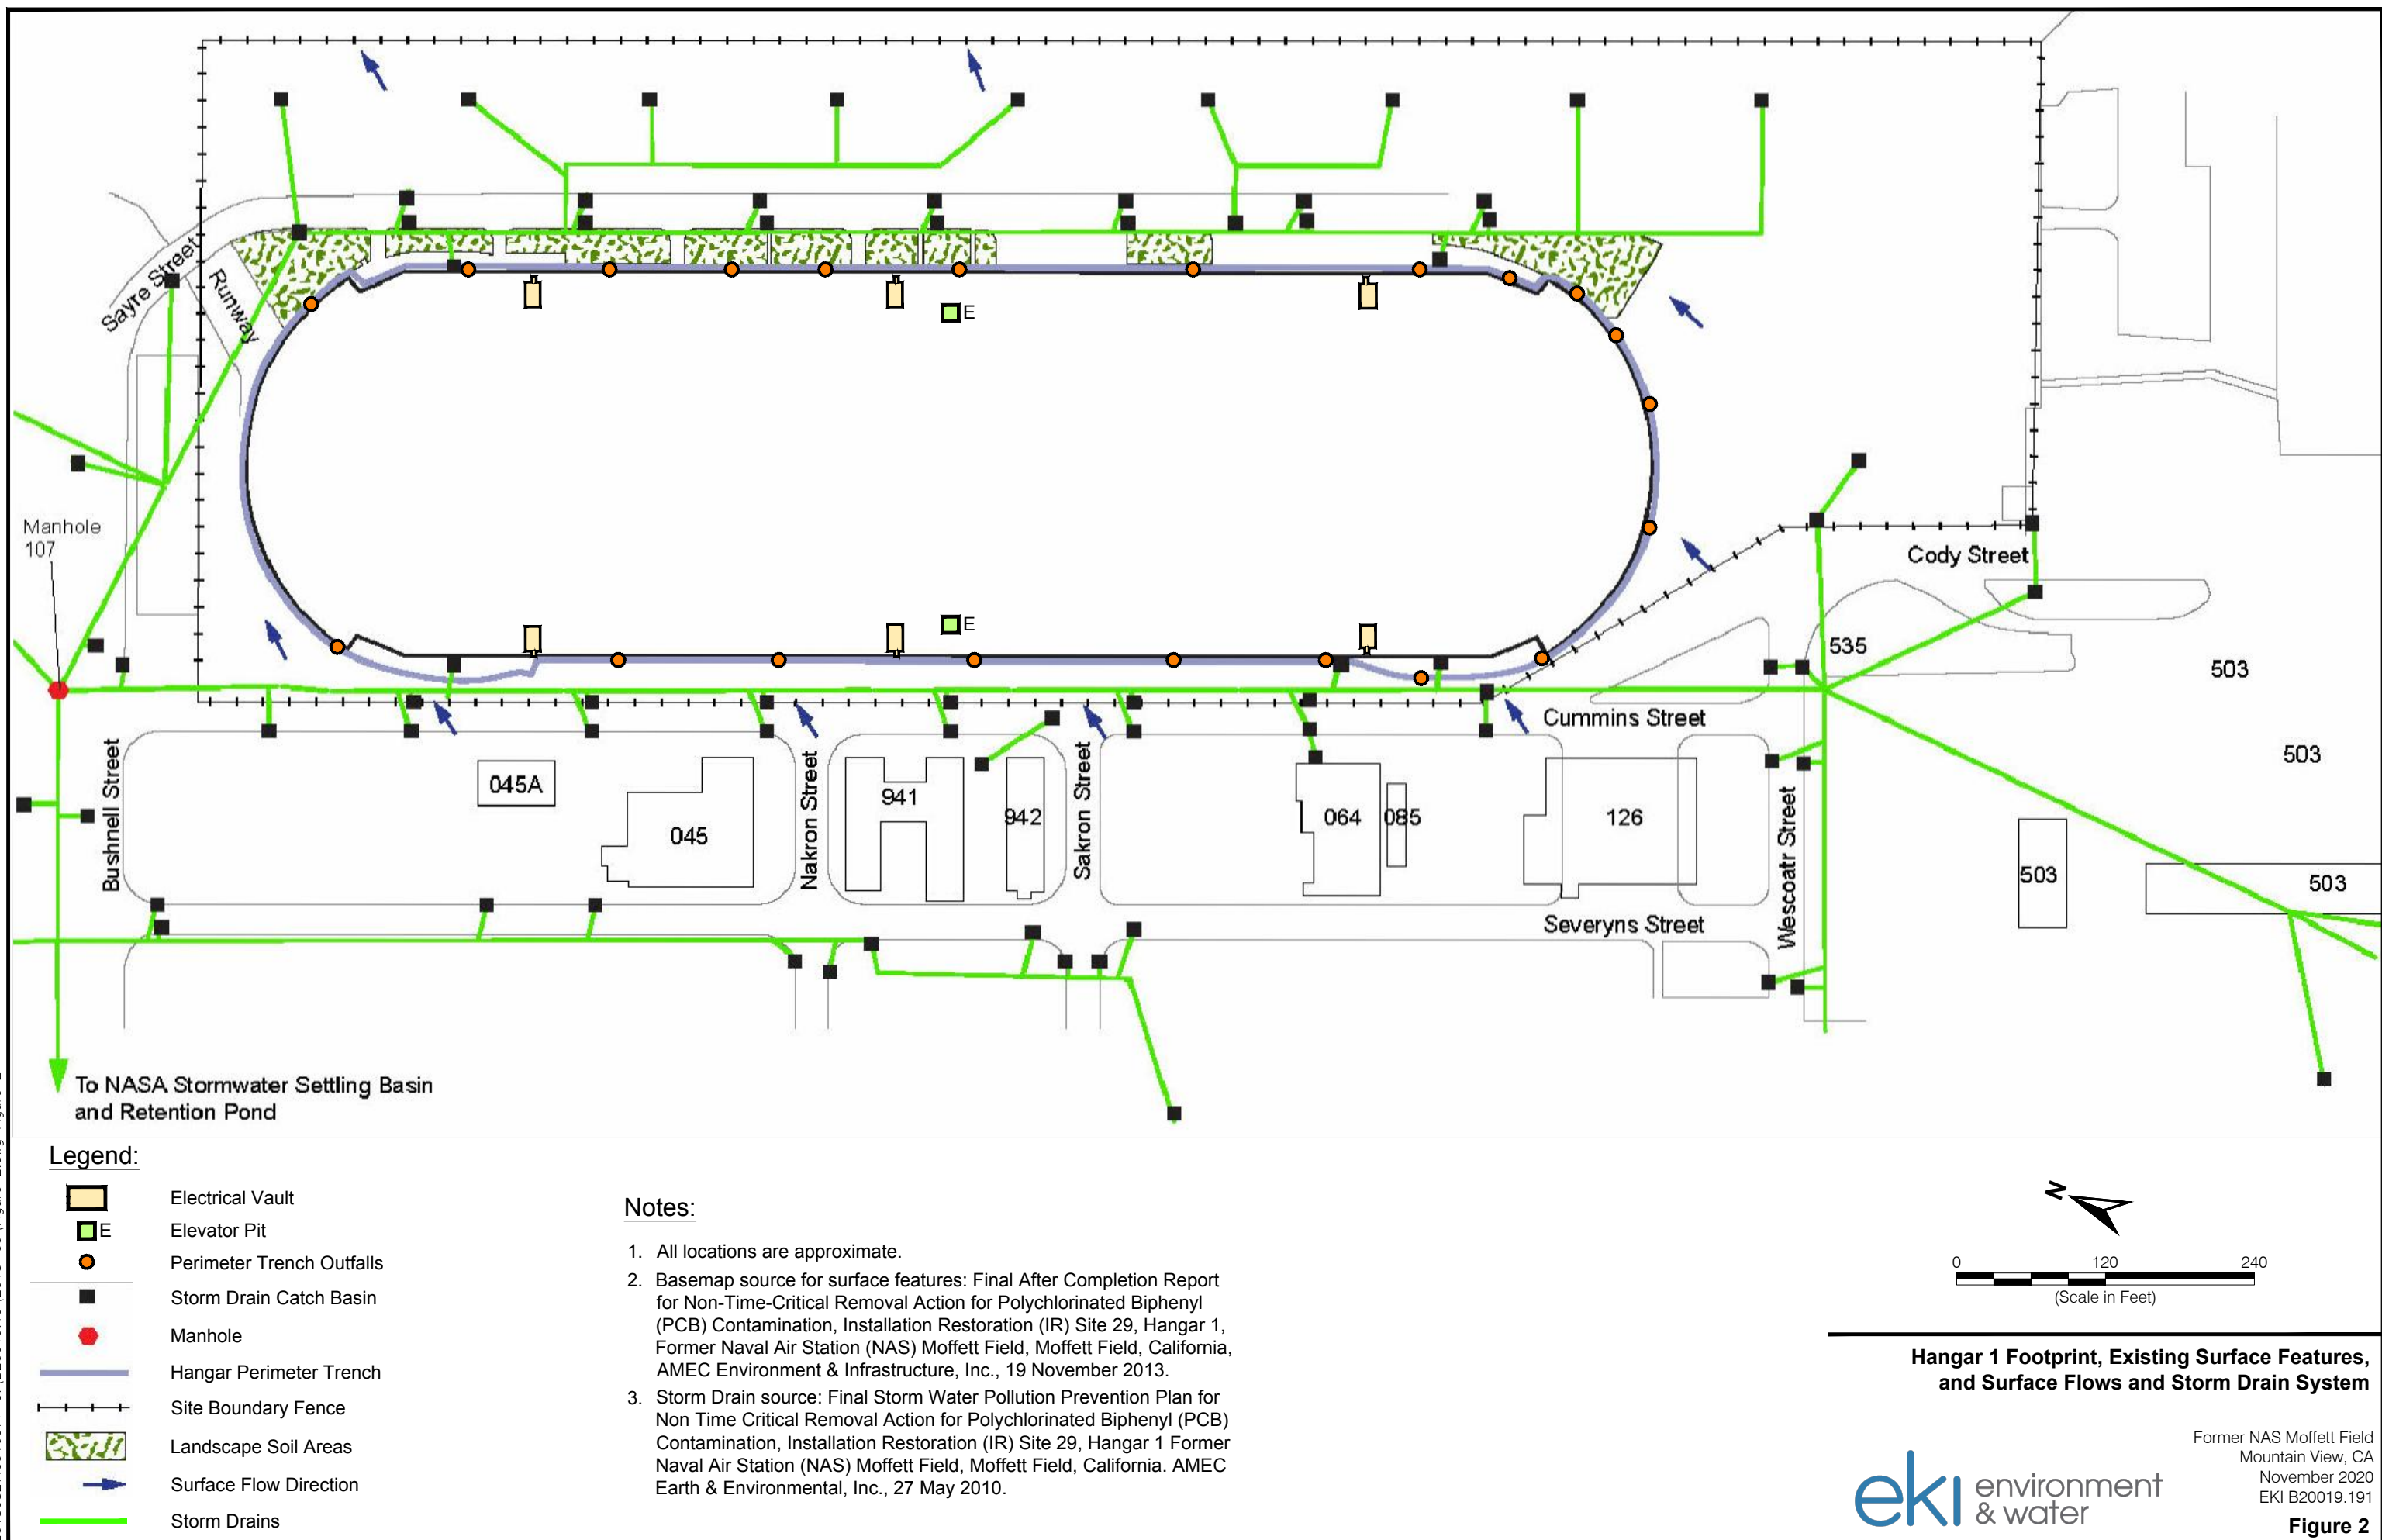 Sayre Street
Runway
E
Manhole
107
Cody Street
E
535
503
Cummins Street
503
Bushnell Street
045A
045
Nakron Street
941
942
Sakron Street
064
085
126
Wescoatr Street
503
503
Severyns Street
To NASA Stormwater Settling Basin
and Retention Pond
Legend:
Electrical Vault
E
Elevator Pit
Perimeter Trench Outfalls
Storm Drain Catch Basin
Manhole
Hangar Perimeter Trench
Site Boundary Fence
Landscape Soil Areas
Surface Flow Direction
Storm Drains
Notes:
1. All locations are approximate.
2. Basemap source for surface features: Final After Completion Report
for Non-Time-Critical Removal Action for Polychlorinated Biphenyl
(PCB) Contamination, Installation Restoration (IR) Site 29, Hangar 1,
Former Naval Air Station (NAS) Moffett Field, Moffett Field, California,
AMEC Environment & Infrastructure, Inc., 19 November 2013.
3. Storm Drain source: Final Storm Water Pollution Prevention Plan for
Non Time Critical Removal Action for Polychlorinated Biphenyl (PCB)
Contamination, Installation Restoration (IR) Site 29, Hangar 1 Former
Naval Air Station (NAS) Moffett Field, Moffett Field, California. AMEC
Earth & Environmental, Inc., 27 May 2010.
N
0 120 240
(Scale in Feet)
Hangar 1 Footprint, Existing Surface Features,
and Surface Flows and Storm Drain System
Former NAS Moffett Field
Mountain View, CA
November 2020
EKI B20019.191
Figure 2
eki environment
& water